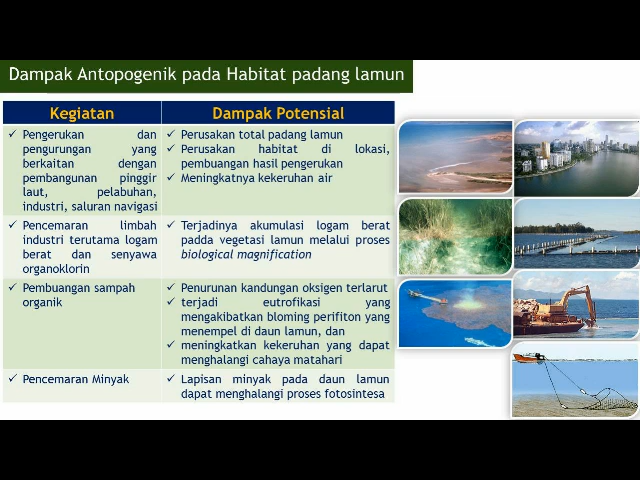 Dampak Antopogenik pada Habitat padang lamun
Kegiatan
Dampak Potensial
✓ Pengerukan dan
pengurungan yang
berkaitan dengan
pembangunan pinggir
laut, pelabuhan,
industri, saluran navigasi
✓ Perusakan total padang lamun
✓ Perusakan habitat di lokasi,
pembuangan hasil pengerukan
✓ Meningkatnya kekeruhan air
✓ Pencemaran limbah
industri terutama logam
berat dan senyawa
organoklorin
✓ Terjadinya akumulasi logam berat
padda vegetasi lamun melalui proses
biological magnification
✓ Pembuangan sampah
organik
✓ Penurunan kandungan oksigen terlarut
✓ terjadi eutrofikasi yang
mengakibatkan bloming perifiton yang
menempel di daun lamun, dan
✓ meningkatkan kekeruhan yang dapat
menghalangi cahaya matahari
✓ Pencemaran Minyak
✓ Lapisan minyak pada daun lamun
dapat menghalangi proses fotosintesa